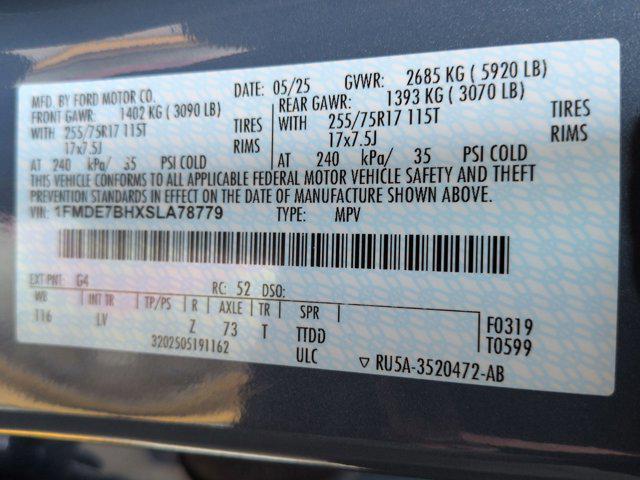 MFD. BY FORD MOTOR CO.
DATE: 05/25 GVWR: 2685 KG ( 5920 LB)
FRONT GAWR: 1402 KG ( 3090 LB)
REAR GAWR: 1393 KG ( 3070 LB)
WITH 255/75R17 115T TIRES
WITH 255/75R17 115T TIRES
17x7.5J RIMS
17x7.5J RIMS
AT 240 kPa/ 35 PSI COLD
AT 240 kPa/ 35 PSI COLD
THIS VEHICLE CONFORMS TO ALL APPLICABLE FEDERAL MOTOR VEHICLE SAFETY AND
THEFT PREVENTION STANDARDS IN EFFECT ON THE DATE OF MANUFACTURE SHOWN ABOVE.
VIN: 1FMDE7BHXSLA78779 TYPE: MPV
EXT PNT: G4 RC: 52 DSO:
WB INT TR TP/PS R AXLE TR SPR
116 LV Z 73 T TTDD
F0319
T0599
3202505191162 ULC
RU5A-3520472-AB